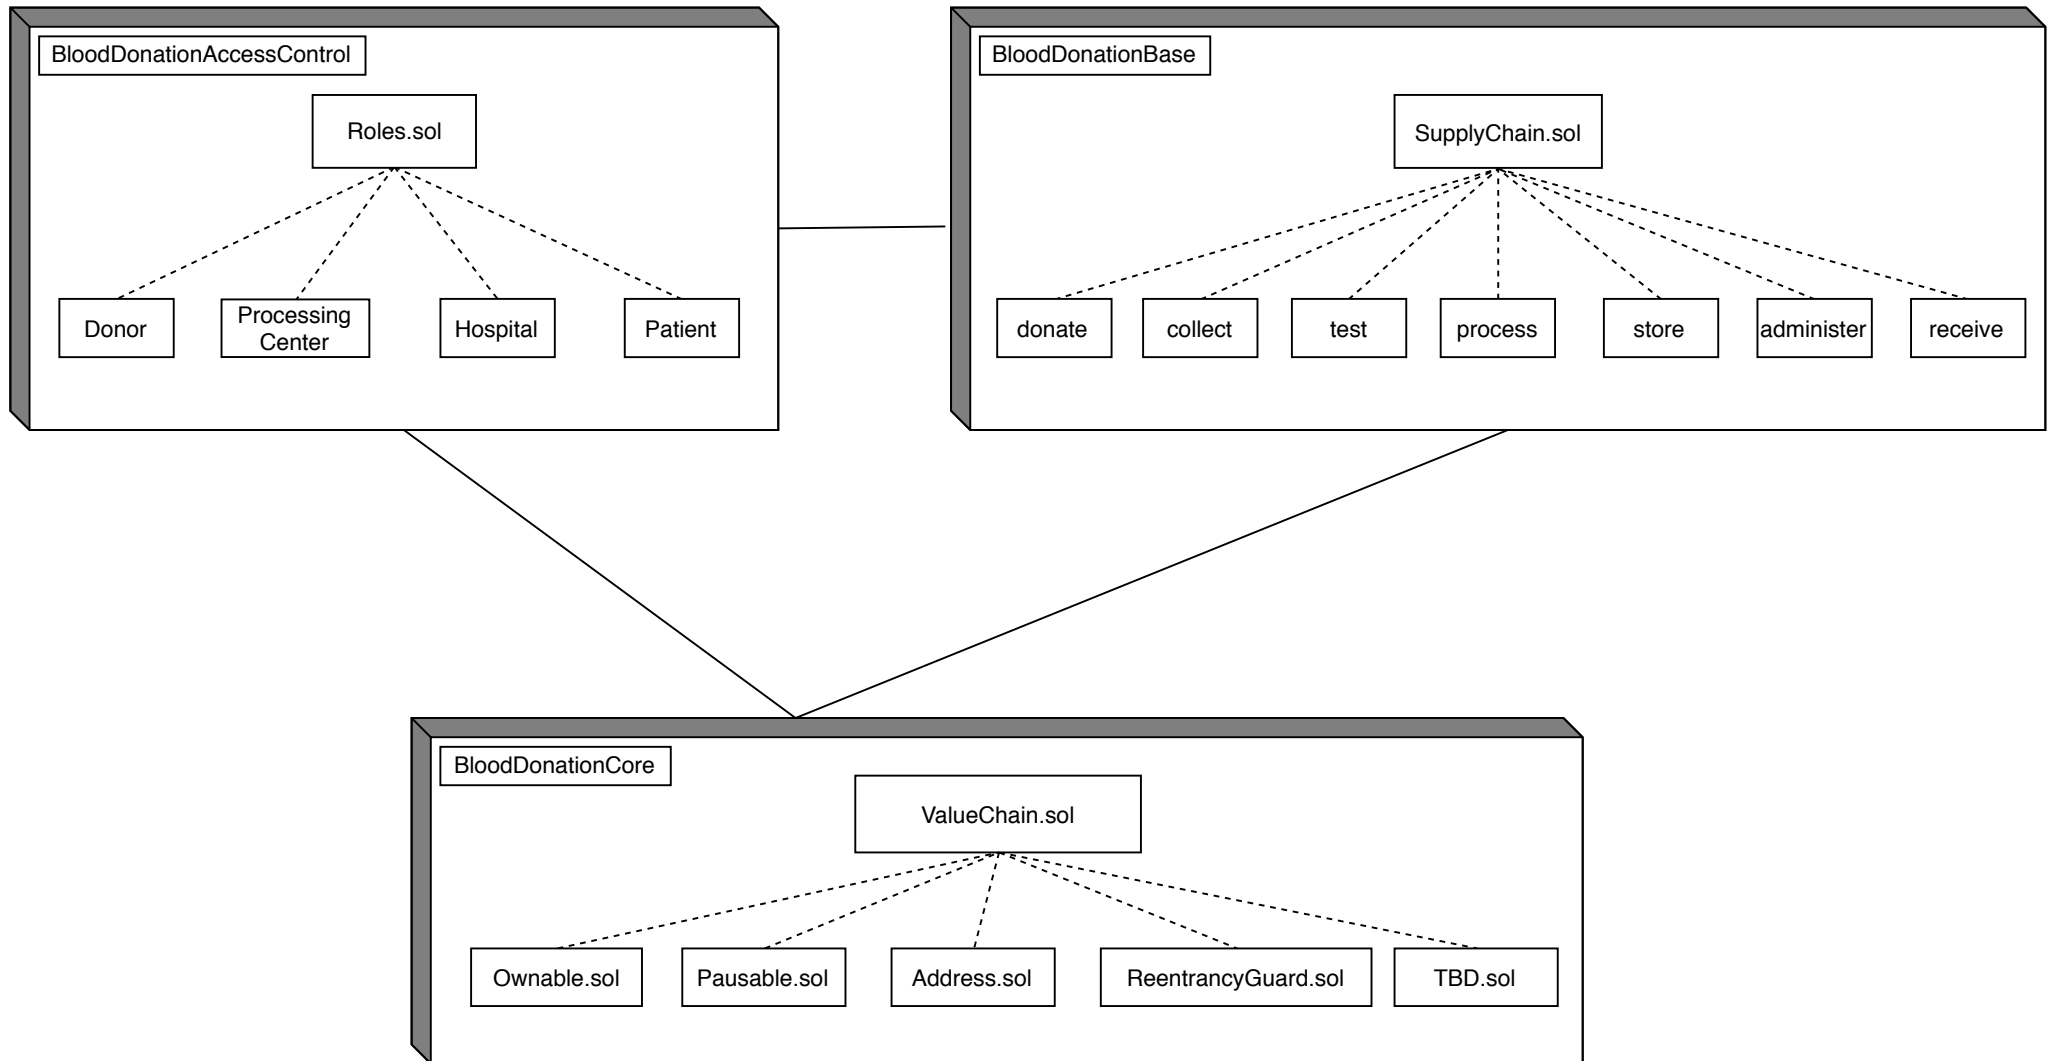 BloodDonationAccessControl
Roles.sol
Donor
Processing
Center
Hospital
Patient
BloodDonationBase
SupplyChain.sol
donate
collect
test
process
store
administer
receive
BloodDonationCore
ValueChain.sol
Ownable.sol
Pausable.sol
Address.sol
ReentrancyGuard.sol
TBD.sol